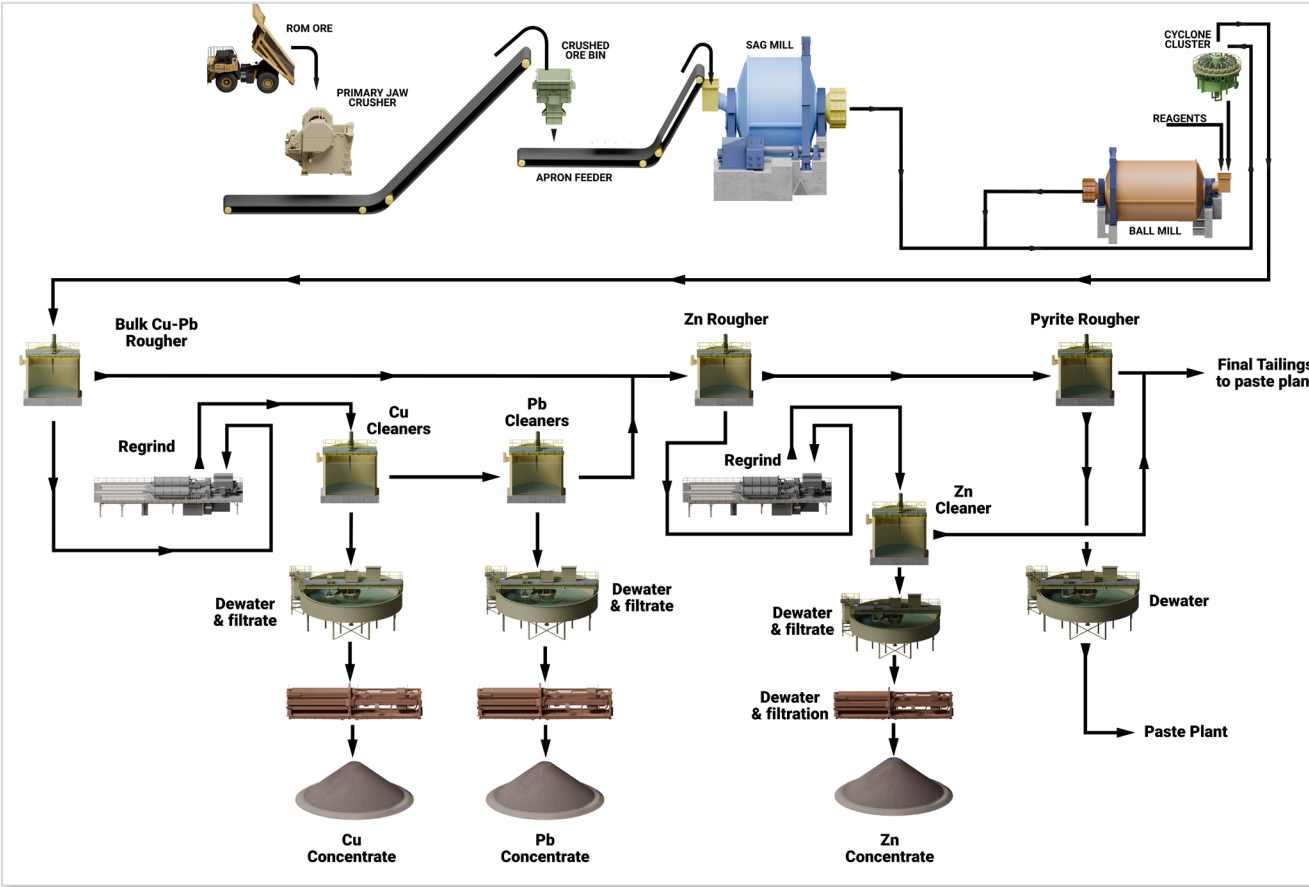 ROM ORE
PRIMARY JAW
CRUSHER
CRUSHED
ORE BIN
APRON FEEDER
SAG MILL
CYCLONE
CLUSTER
REAGENTS
BALL MILL
Bulk Cu-Pb
Rougher
Zn Rougher
Pyrite Rougher
Final Tailings
to paste plan
Regrind
Cu
Cleaners
Pb
Cleaners
Regrind
Zn
Cleaner
Dewater
& filtrate
Dewater
& filtrate
Dewater
& filtrate
Dewater
Dewater
& filtration
Paste Plant
Cu
Concentrate
Pb
Concentrate
Zn
Concentrate